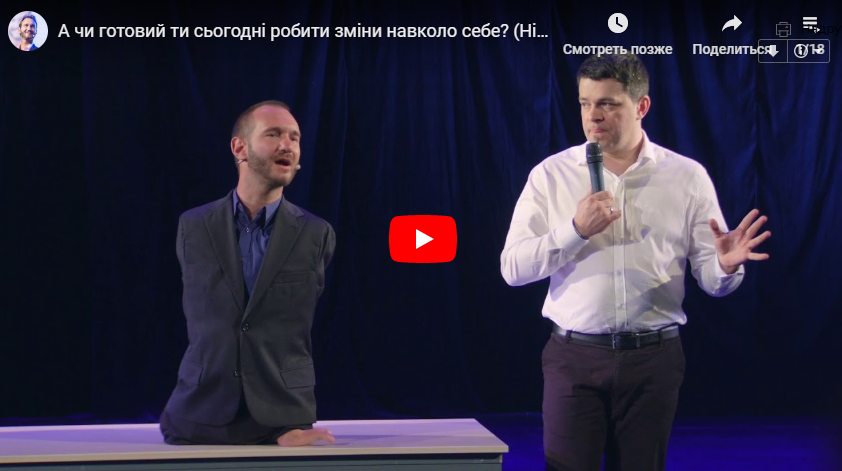 А чи готовий ти сьогодні робити зміни навколо себе? (Ні...
Смотреть позже
Поделиться
1/18